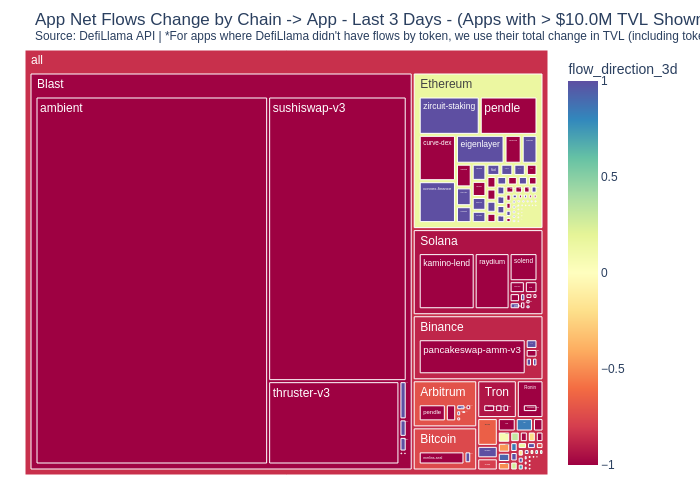 App Net Flows Change by Chain -> App - Last 3 Days - (Apps with > $10.0M TVL Shown
Source: DefiLlama API | *For apps where DefiLlama didn't have flows by token, we use their total change in TVL (including toke
all
Blast
ambient
sushiswap-v3
thruster-v3
Ethereum
zircuit-staking
pendle
curve-dex
eigenlayer
Solana
kamino-lend
raydium
solend
Binance
pancakeswap-amm-v3
Arbitrum
pendle
Tron
Ronin
Bitcoin
flow_direction_3d
1
0.5
0
−0.5
−1